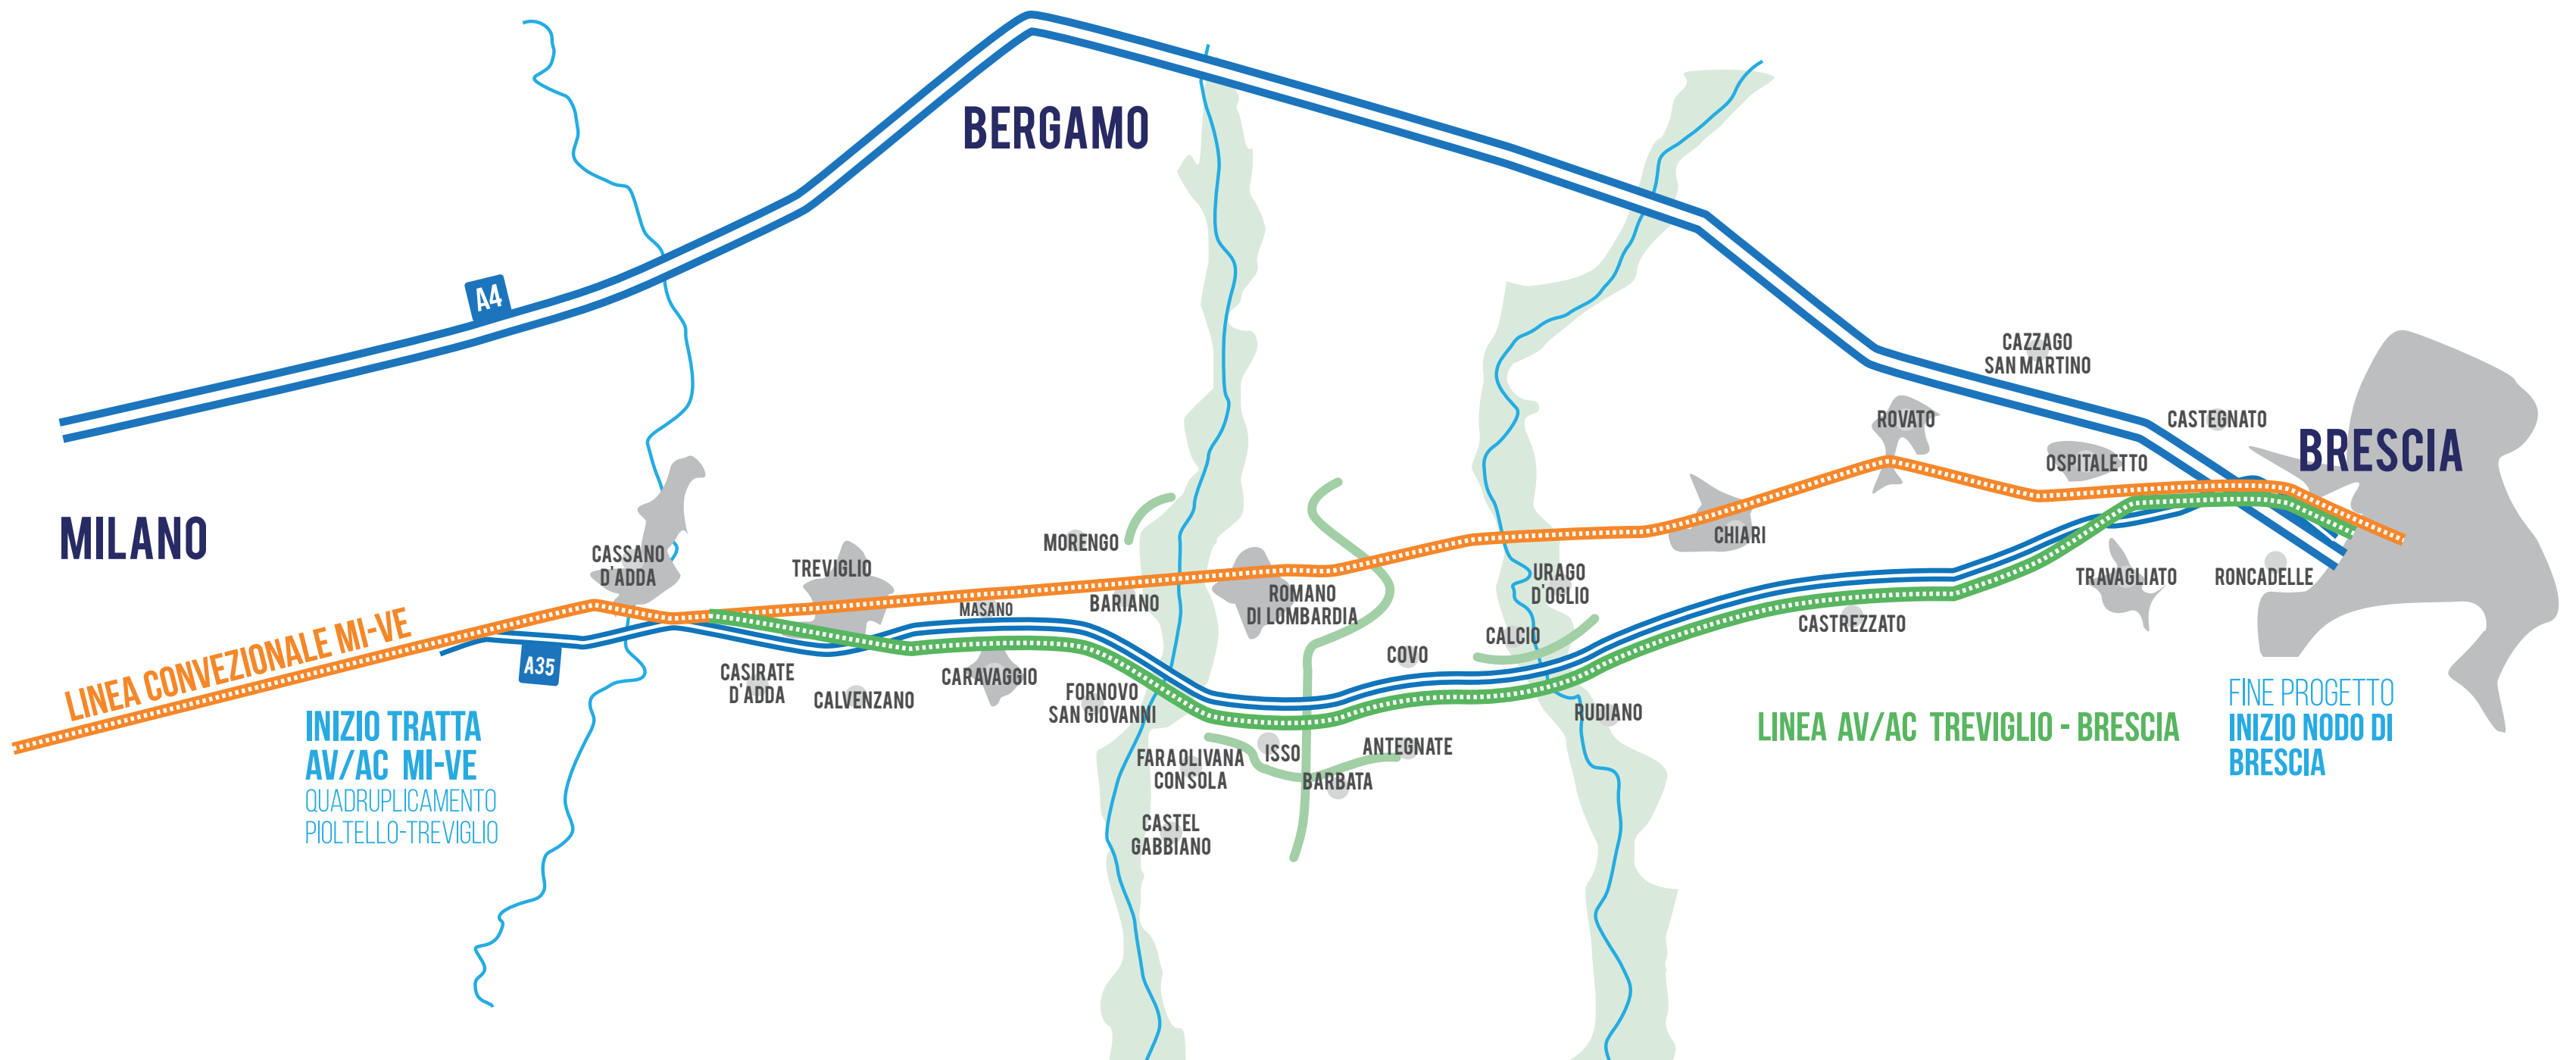 BERGAMO
A4
CAZZAGO
SAN MARTINO
ROVATO
CASTEGNATO
OSPITALETTO
BRESCIA
MILANO
CASSANO
D'ADDA
TREVIGLIO
MORENGO
CHIARI
MASANO
BARIANO
ROMANO
DI LOMBARDIA
URAGO
D'OGLIO
TRAVAGLIATO
RONCADELLE
LINEA CONVEZIONALE MI-VE
A35
CASIRATE
D'ADDA
CALVENZANO
CARAVAGGIO
FORNOVO
SAN GIOVANNI
COVO
CALCIO
CASTREZZATO
RUDIANO
INIZIO TRATTA
AV/AC MI-VE
QUADRUPLICAMENTO
PIOLTELLO-TREVIGLIO
FARA OLIVANA
CON SOLA
ISSO
BARBATA
ANTEGNATE
CASTEL
GABBIANO
LINEA AV/AC TREVIGLIO - BRESCIA
FINE PROGETTO
INIZIO NODO DI
BRESCIA